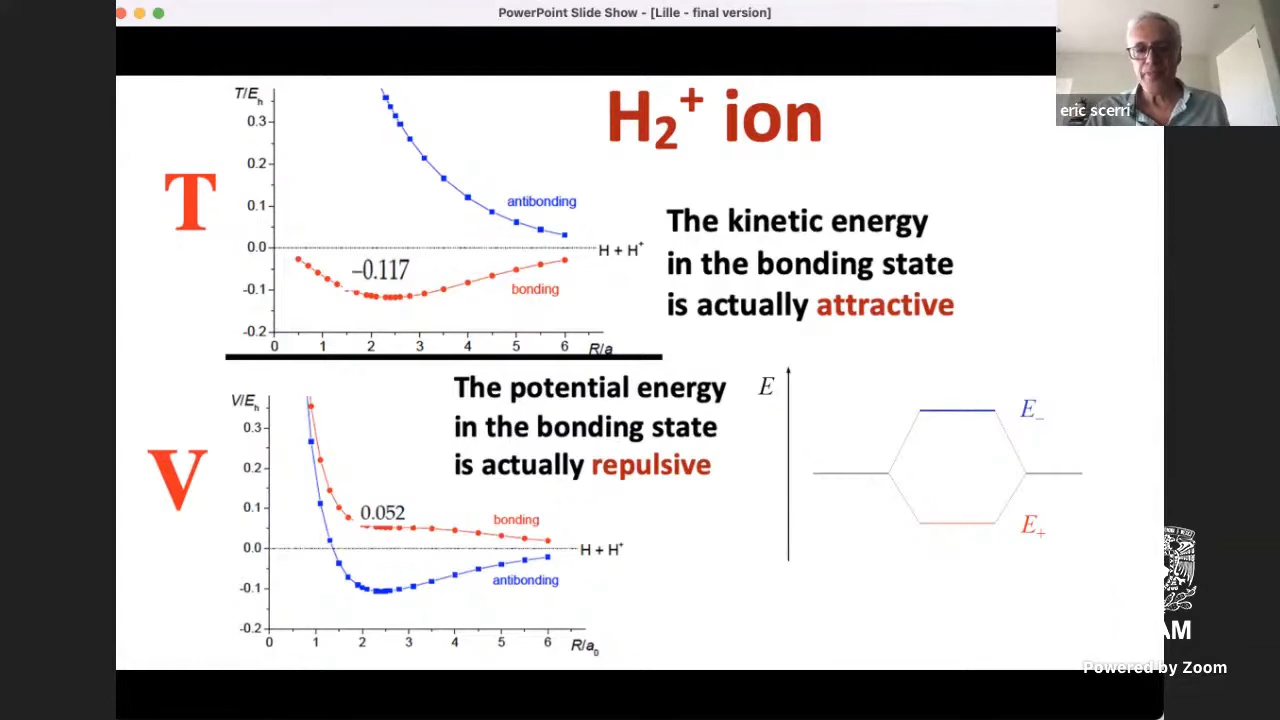 PowerPoint Slide Show - [Lille - final version]
eric scerri
H₂⁺ ion
T
T/Eₕ
0.3
0.2
0.1
0.0
-0.1
-0.2
0 1 2 3 4 5 6 R/a
antibonding
H + H⁺
–0.117
bonding
The kinetic energy
in the bonding state
is actually attractive
The potential energy
in the bonding state
is actually repulsive
V
V/Eₕ
0.3
0.2
0.1
0.0
-0.1
-0.2
0 1 2 3 4 5 6 R/a₀
0.052
bonding
H + H⁺
antibonding
E
E₋
E₊
AM
Powered by Zoom